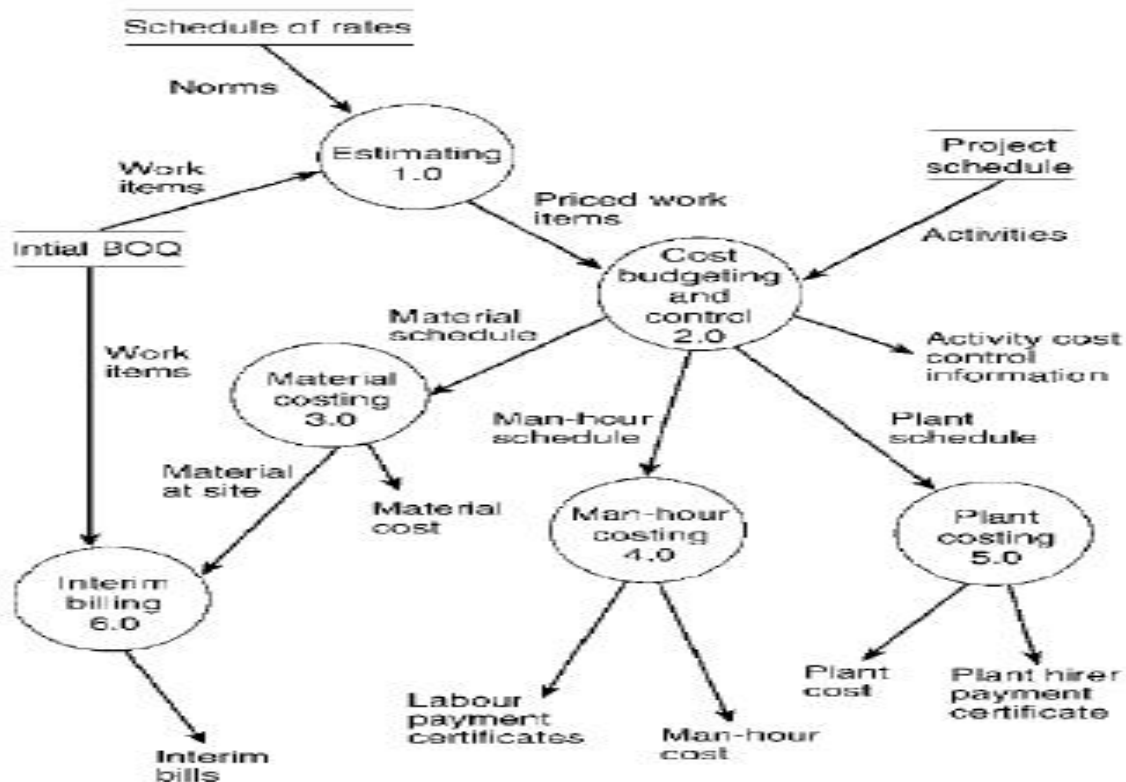 Schedule of rates
Norms
Estimating
1.0
Work
items
Project
schedule
Priced work
items
Intial BOQ
Activities
Cost
budgeting
and
control
2.0
Material
schedule
Work
items
Activity cost
control
information
Material
costing
3.0
Man-hour
schedule
Plant
schedule
Material
at site
Material
cost
Man-hour
costing
4.0
Plant
costing
5.0
Interim
billing
6.0
Plant
cost
Plant hirer
payment
certificate
Labour
payment
certificates
Man-hour
cost
Interim
bills